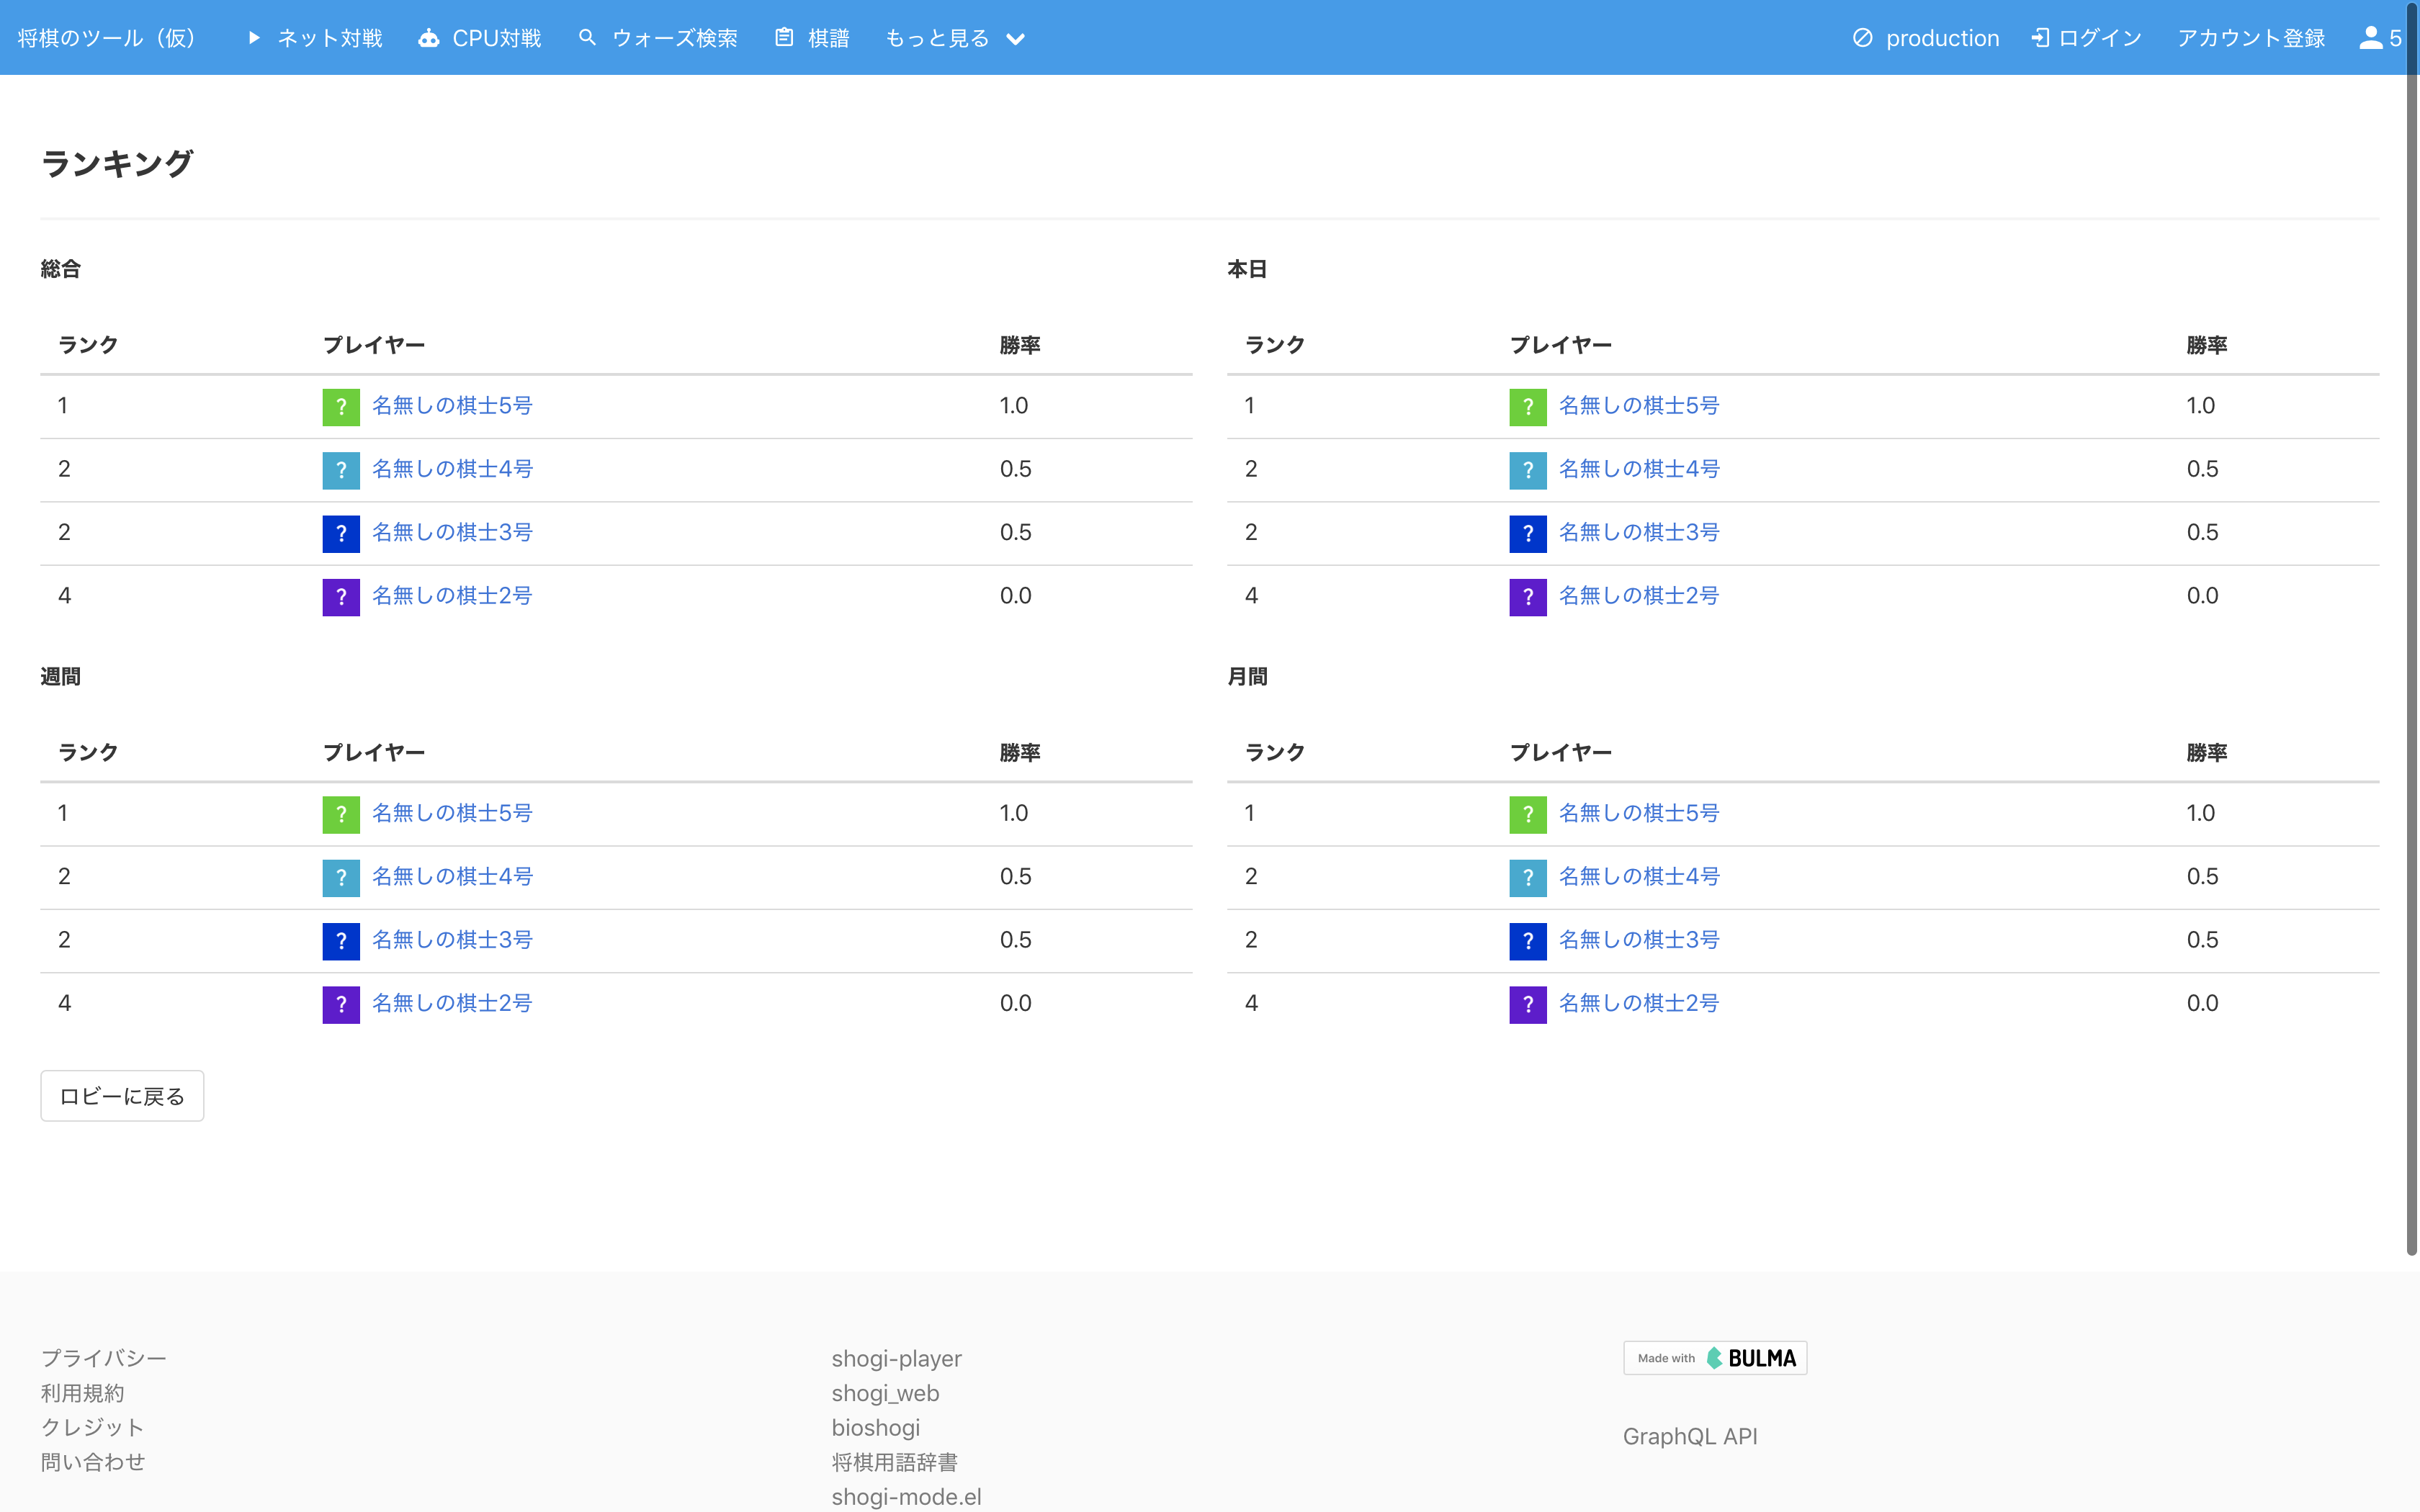 将棋のツール（仮） ネット対戦 CPU対戦 ウォーズ検索 棋譜 もっと見る production ログイン アカウント登録 5
ランキング
総合
ランク プレイヤー 勝率
1 ? 名無しの棋士5号 1.0
2 ? 名無しの棋士4号 0.5
2 ? 名無しの棋士3号 0.5
4 ? 名無しの棋士2号 0.0
本日
ランク プレイヤー 勝率
1 ? 名無しの棋士5号 1.0
2 ? 名無しの棋士4号 0.5
2 ? 名無しの棋士3号 0.5
4 ? 名無しの棋士2号 0.0
週間
ランク プレイヤー 勝率
1 ? 名無しの棋士5号 1.0
2 ? 名無しの棋士4号 0.5
2 ? 名無しの棋士3号 0.5
4 ? 名無しの棋士2号 0.0
月間
ランク プレイヤー 勝率
1 ? 名無しの棋士5号 1.0
2 ? 名無しの棋士4号 0.5
2 ? 名無しの棋士3号 0.5
4 ? 名無しの棋士2号 0.0
ロビーに戻る
プライバシー
利用規約
クレジット
問い合わせ
shogi-player
shogi_web
bioshogi
将棋用語辞書
shogi-mode.el
Made with BULMA
GraphQL API